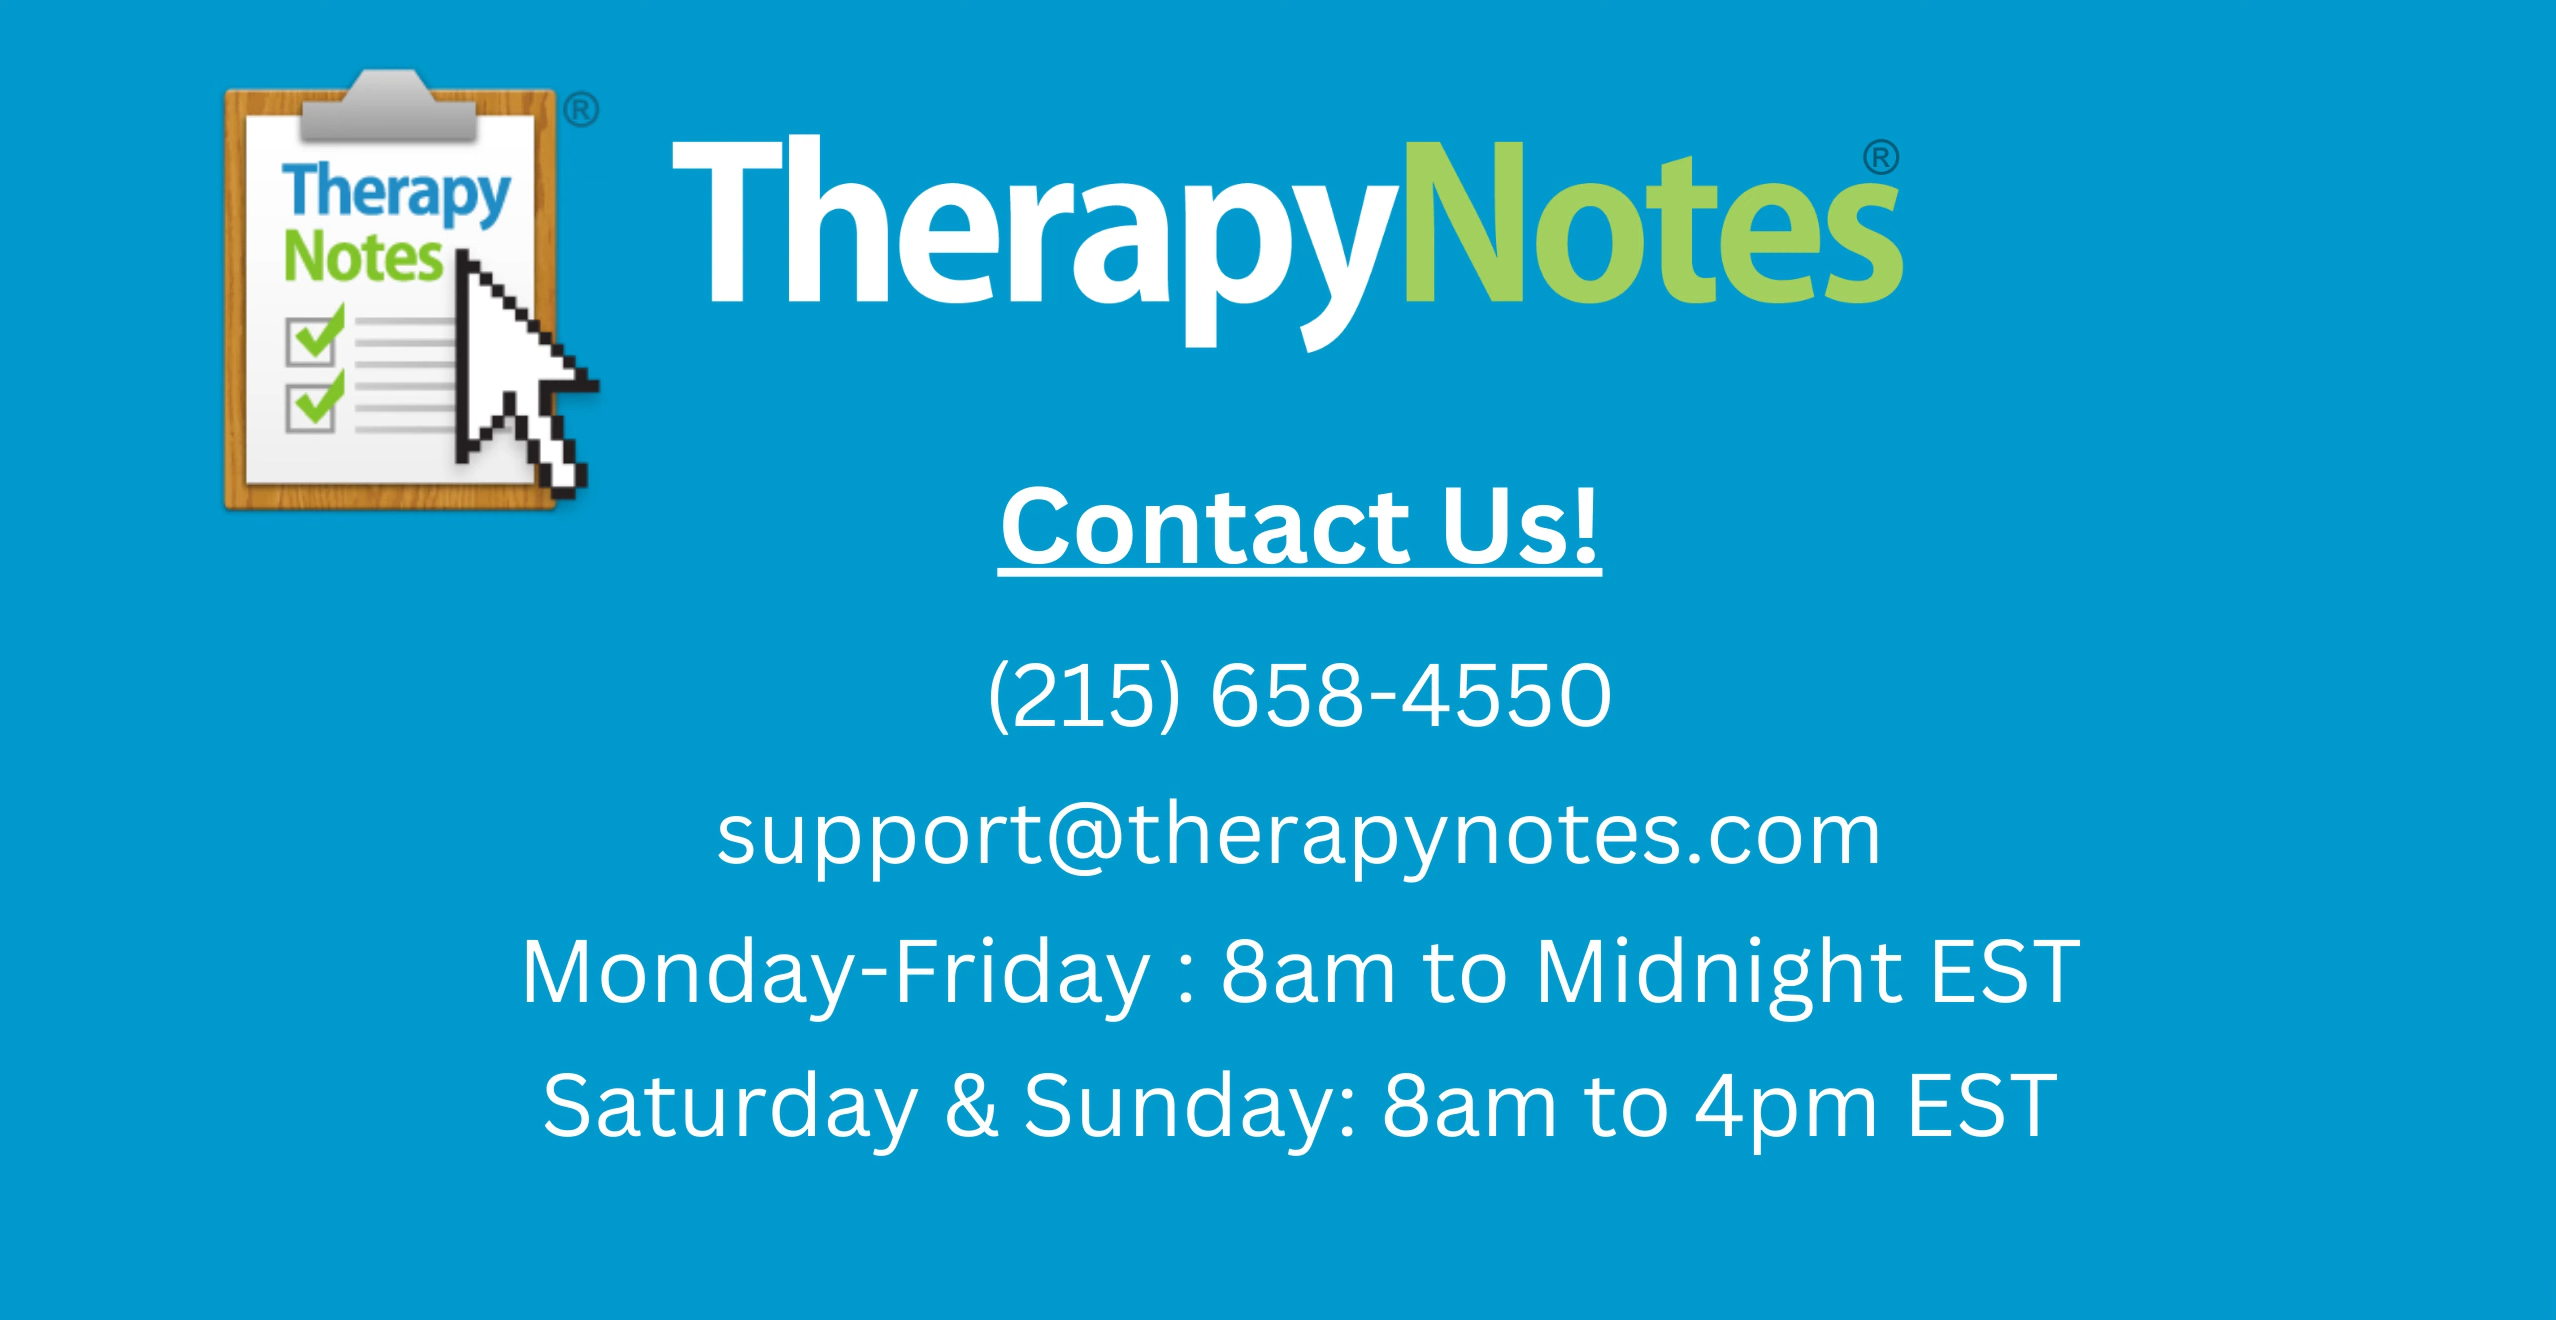 Therapy
Notes
®
TherapyNotes®
Contact Us!
(215) 658-4550
support@therapynotes.com
Monday-Friday : 8am to Midnight EST
Saturday & Sunday: 8am to 4pm EST